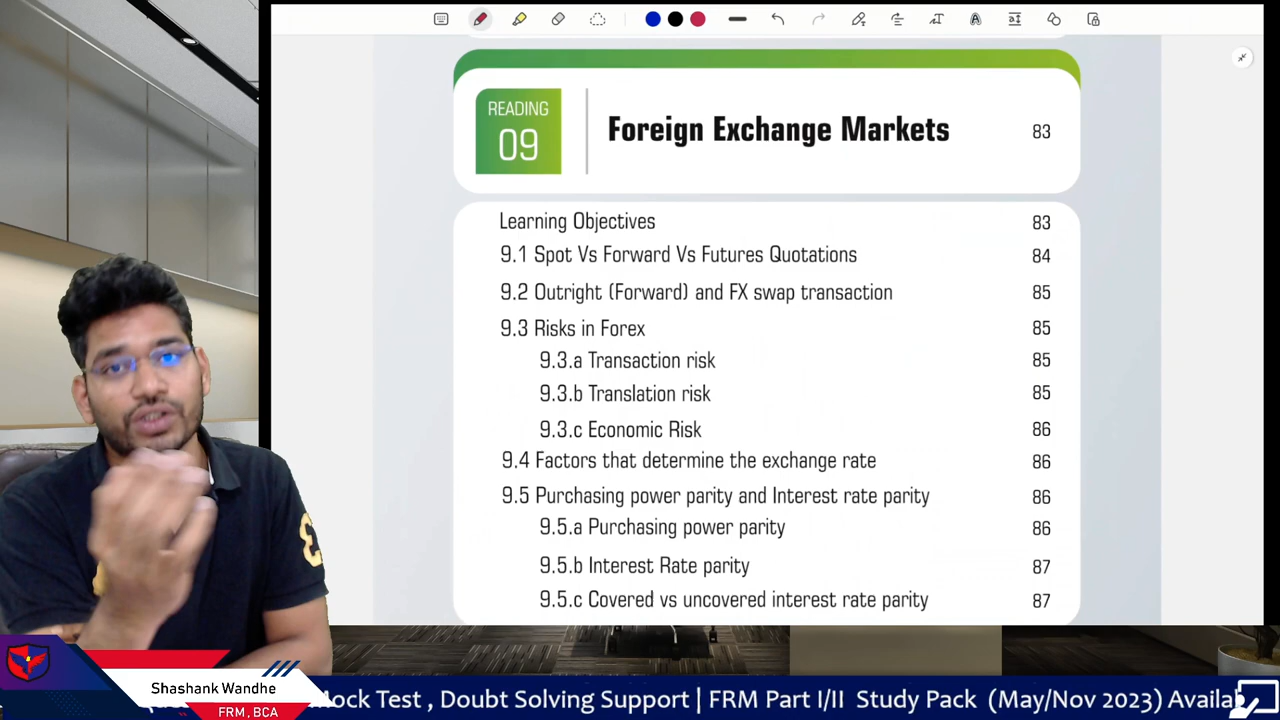 READING
09
Foreign Exchange Markets 83
Learning Objectives 83
9.1 Spot Vs Forward Vs Futures Quotations 84
9.2 Outright (Forward) and FX swap transaction 85
9.3 Risks in Forex 85
9.3.a Transaction risk 85
9.3.b Translation risk 85
9.3.c Economic Risk 86
9.4 Factors that determine the exchange rate 86
9.5 Purchasing power parity and Interest rate parity 86
9.5.a Purchasing power parity 86
9.5.b Interest Rate parity 87
9.5.c Covered vs uncovered interest rate parity 87
Shashank Wandhe
FRM, BCA
Mock Test , Doubt Solving Support | FRM Part I/II Study Pack (May/Nov 2023)